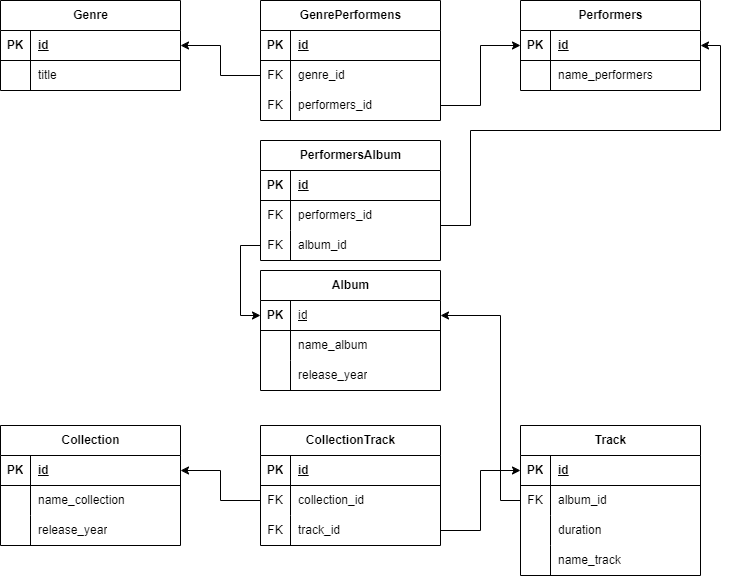 Genre
PK id
title
GenrePerformens
PK id
FK genre_id
FK performers_id
Performers
PK id
name_performers
PerformersAlbum
PK id
FK performers_id
FK album_id
Album
PK id
name_album
release_year
Collection
PK id
name_collection
release_year
CollectionTrack
PK id
FK collection_id
FK track_id
Track
PK id
FK album_id
duration
name_track